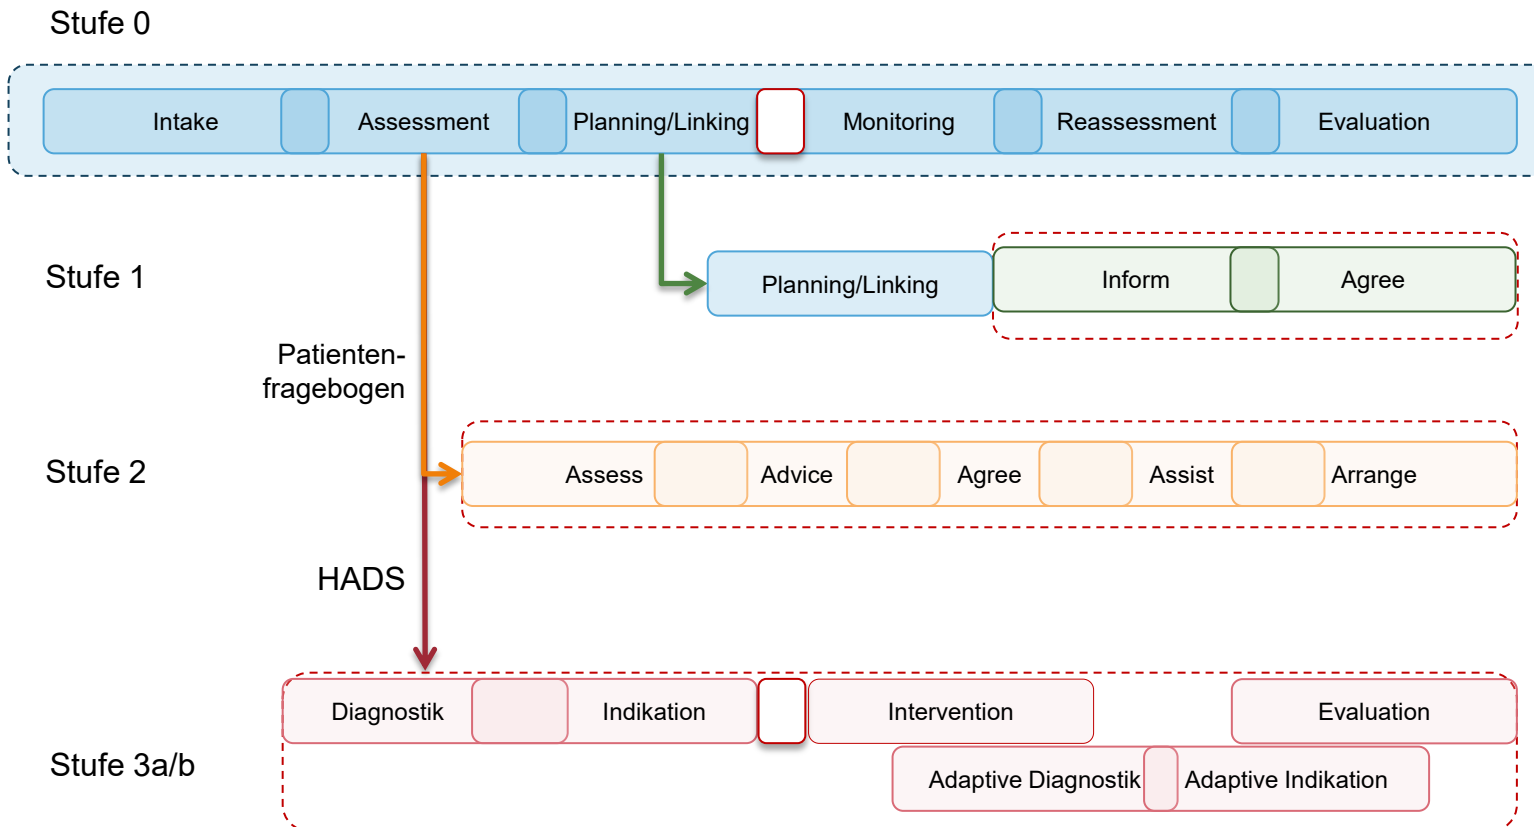 Stufe 0
Intake
Assessment
Planning/Linking
Monitoring
Reassessment
Evaluation
Stufe 1
Planning/Linking
Inform
Agree
Patienten-
fragebogen
Stufe 2
Assess
Advice
Agree
Assist
Arrange
HADS
Diagnostik
Indikation
Intervention
Evaluation
Stufe 3a/b
Adaptive Diagnostik
Adaptive Indikation